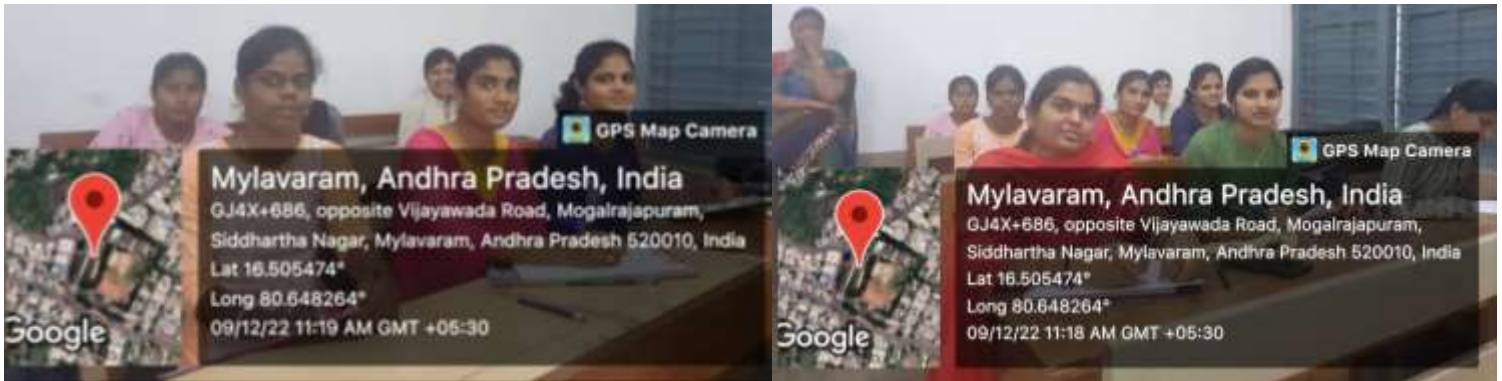 GPS Map Camera
Mylavaram, Andhra Pradesh, India
GJ4X+686, opposite Vijayawada Road, Mogalrajapuram,
Siddhartha Nagar, Mylavaram, Andhra Pradesh 520010, India
Lat 16.505474°
Long 80.648264°
09/12/22 11:19 AM GMT +05:30
Google
GPS Map Camera
Mylavaram, Andhra Pradesh, India
GJ4X+686, opposite Vijayawada Road, Mogalrajapuram,
Siddhartha Nagar, Mylavaram, Andhra Pradesh 520010, India
Lat 16.505474°
Long 80.648264°
09/12/22 11:18 AM GMT +05:30
Google